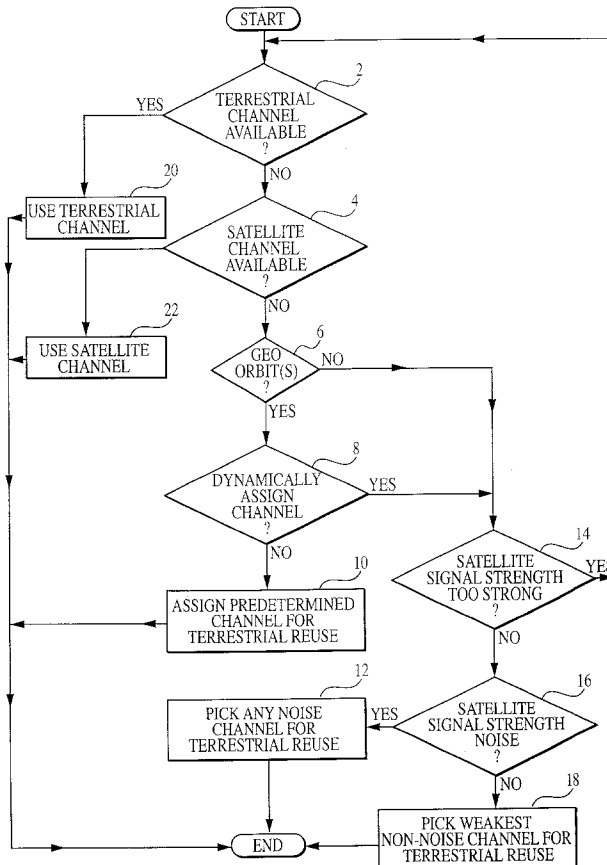 START
2
YES
TERRESTRIAL
CHANNEL
AVAILABLE
?
NO
20
USE TERRESTRIAL
CHANNEL
4
SATELLITE
CHANNEL
AVAILABLE
?
NO
22
USE SATELLITE
CHANNEL
6
GEO
ORBIT(S)
?
NO
YES
8
DYNAMICALLY
ASSIGN
CHANNEL
?
YES
NO
10
ASSIGN PREDETERMINED
CHANNEL FOR
TERRESTRIAL REUSE
14
SATELLITE
SIGNAL STRENGTH
TOO STRONG
?
YES
NO
12
PICK ANY NOISE
CHANNEL FOR
TERRESTRIAL REUSE
16
YES
SATELLITE
SIGNAL STRENGTH
NOISE
?
NO
18
PICK WEAKEST
NON-NOISE CHANNEL FOR
TERRESTRIAL REUSE
END